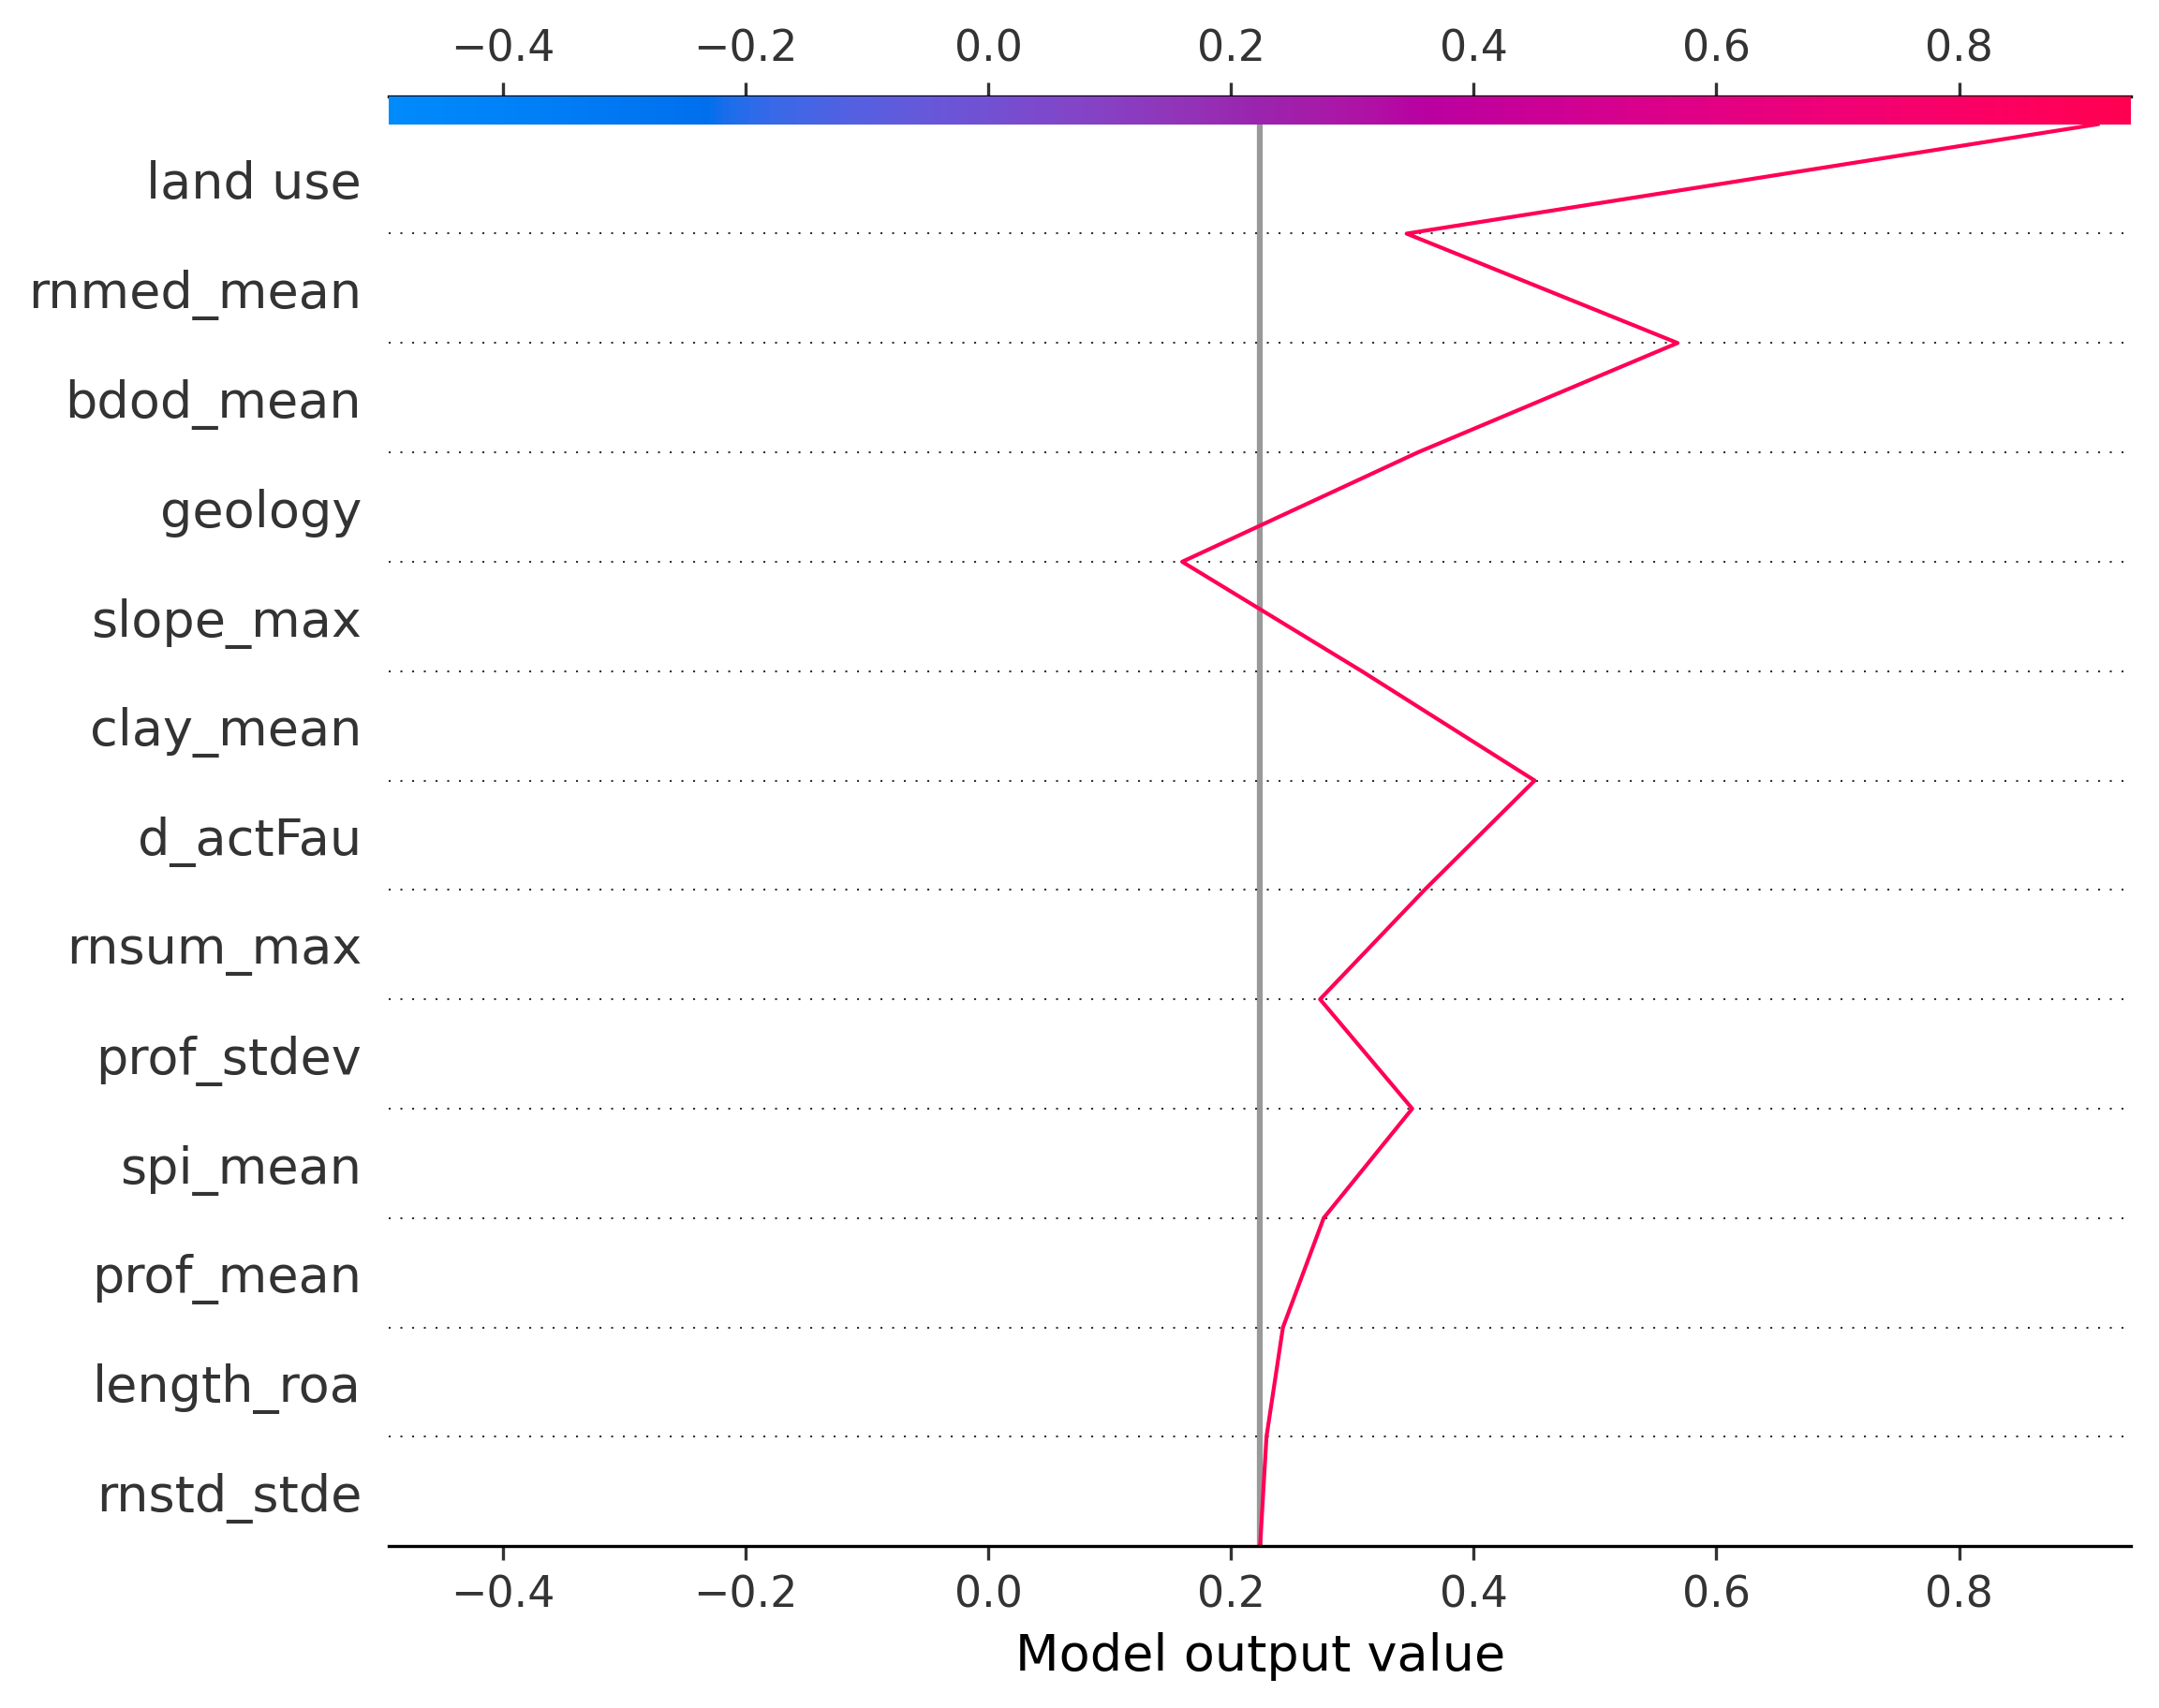 −0.4 −0.2 0.0 0.2 0.4 0.6 0.8
land use
rnmed_mean
bdod_mean
geology
slope_max
clay_mean
d_actFau
rnsum_max
prof_stdev
spi_mean
prof_mean
length_roa
rnstd_stde
−0.4 −0.2 0.0 0.2 0.4 0.6 0.8
Model output value